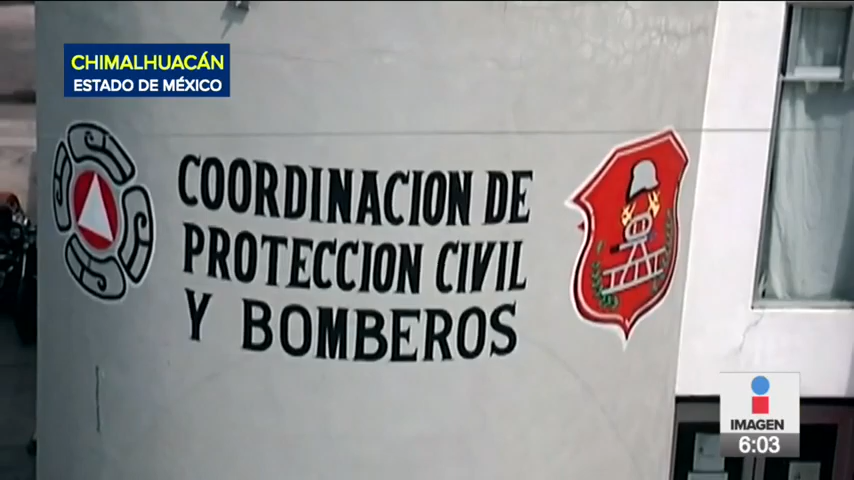 CHIMALHUACÁN
ESTADO DE MÉXICO
COORDINACION DE
PROTECCION CIVIL
Y BOMBEROS
IMAGEN
6:03